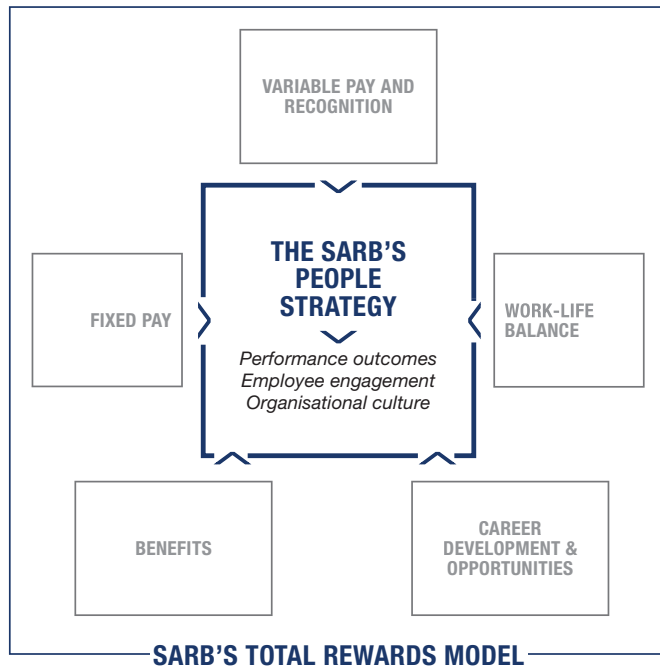 VARIABLE PAY AND
RECOGNITION
THE SARB’S
PEOPLE
STRATEGY
Performance outcomes
Employee engagement
Organisational culture
FIXED PAY
WORK-LIFE
BALANCE
BENEFITS
CAREER
DEVELOPMENT &
OPPORTUNITIES
SARB’S TOTAL REWARDS MODEL